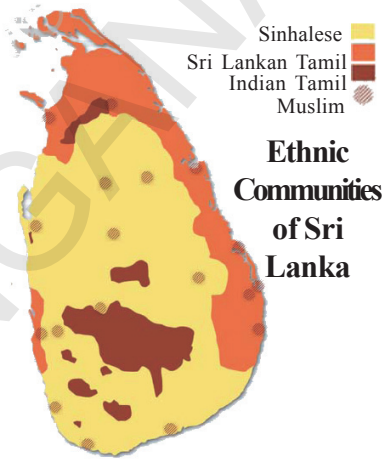 Sinhalese
Sri Lankan Tamil
Indian Tamil
Muslim
Ethnic
Communities
of Sri
Lanka